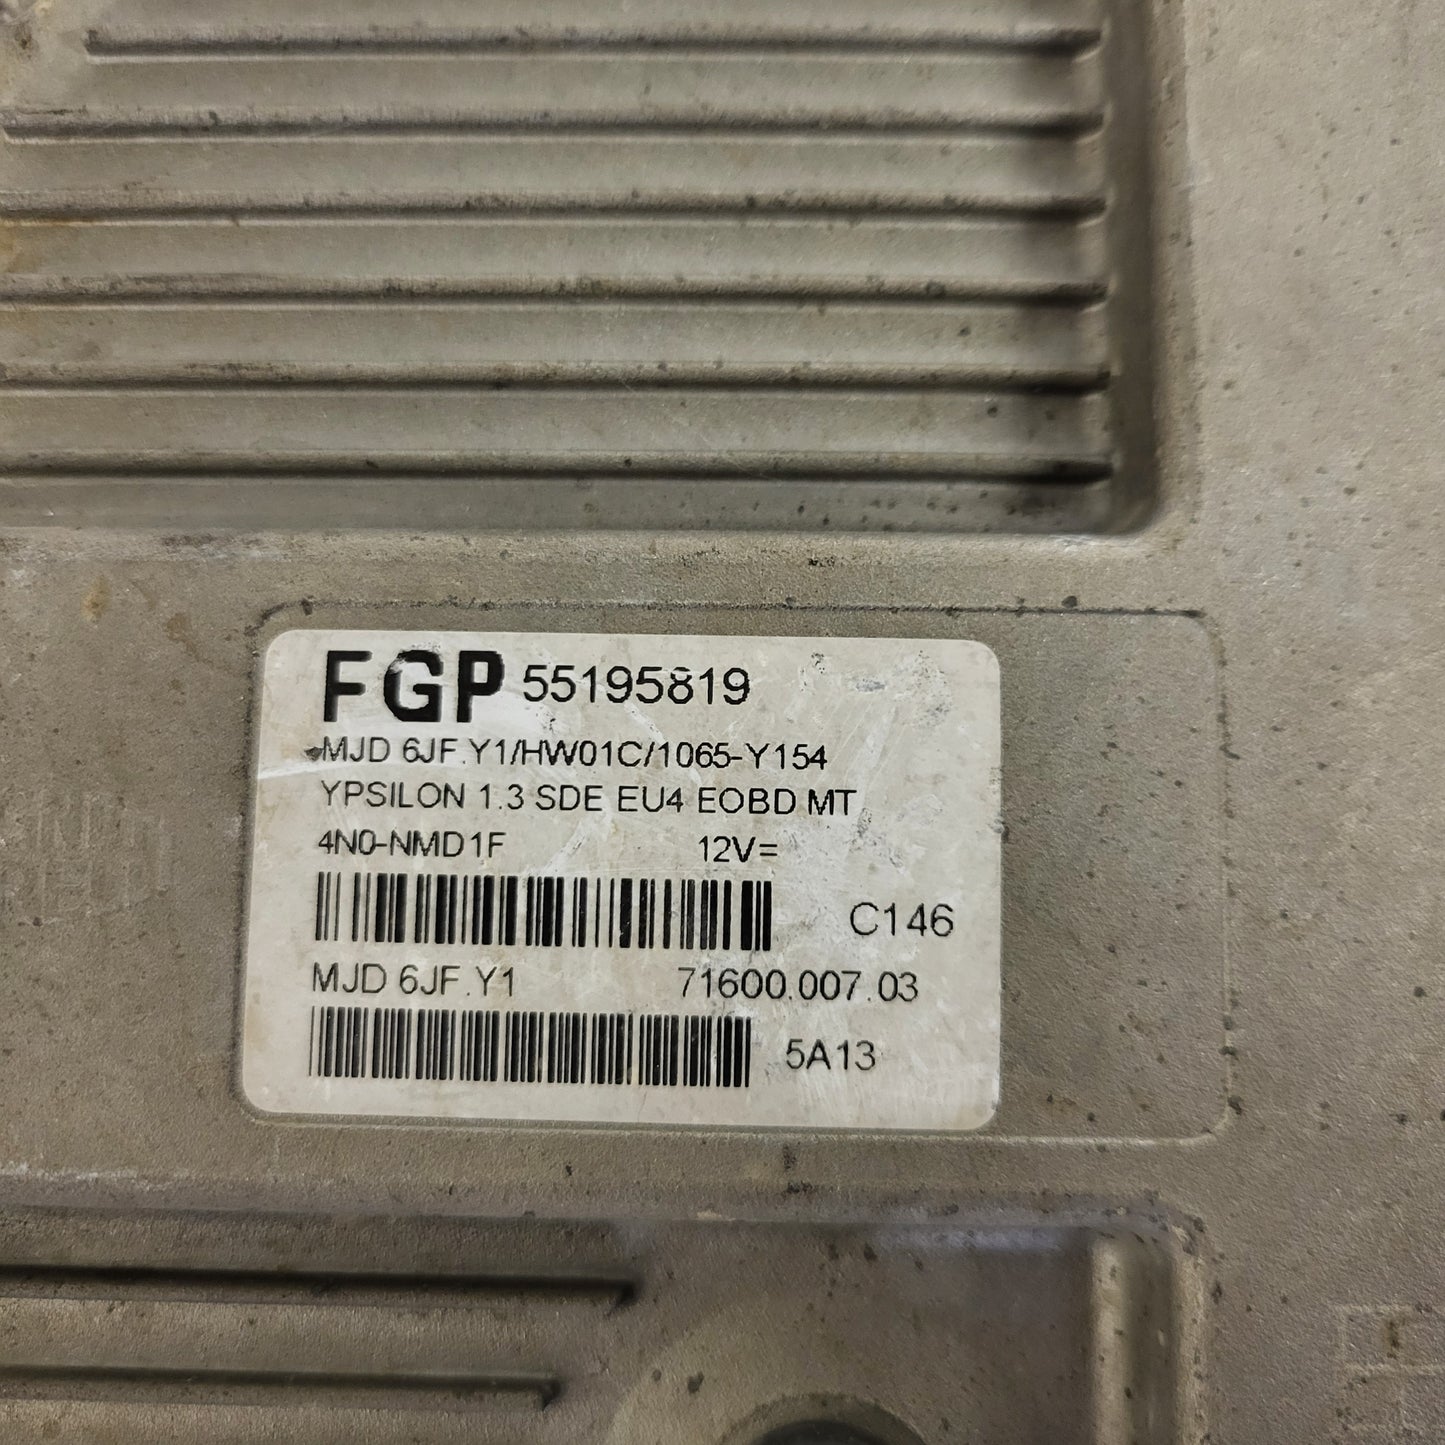 FGP 55195819
MJD 6JF.Y1/HW01C/1065-Y154
YPSILON 1.3 SDE EU4 EOBD MT
4N0-NMD1F 12V=
C146
MJD 6JF.Y1 71600.007.03
5A13